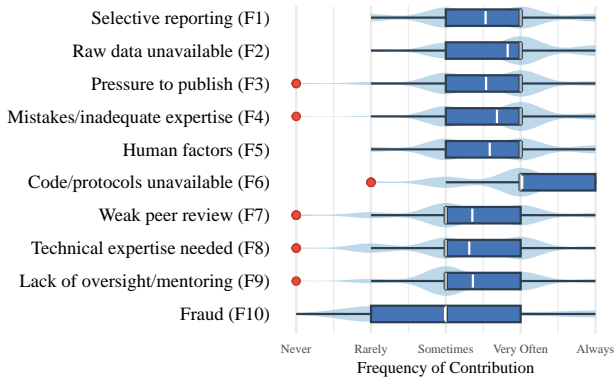 Selective reporting (F1)
Raw data unavailable (F2)
Pressure to publish (F3)
Mistakes/inadequate expertise (F4)
Human factors (F5)
Code/protocols unavailable (F6)
Weak peer review (F7)
Technical expertise needed (F8)
Lack of oversight/mentoring (F9)
Fraud (F10)
Never Rarely Sometimes Very Often Always
Frequency of Contribution